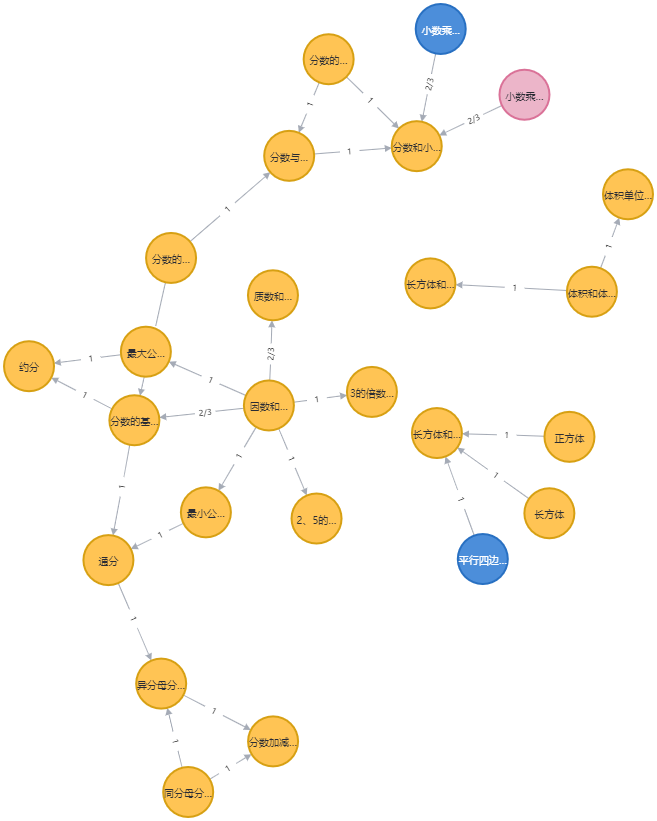 小数乘...
分数的...
2/3
小数乘...
1
1
2/3
分数与...
1
分数和小...
体积单位...
1
分数的...
1
质数和...
长方体和...
1
体积和体...
2/3
最大公...
约分
1
1
1
因数和...
1
3的倍数...
分数的基...
2/3
长方体和...
1
正方体
1
1
1
1
1
最小公...
2、5的...
长方体
1
通分
平行四边...
1
异分母分...
1
1
分数加减...
1
同分母分...